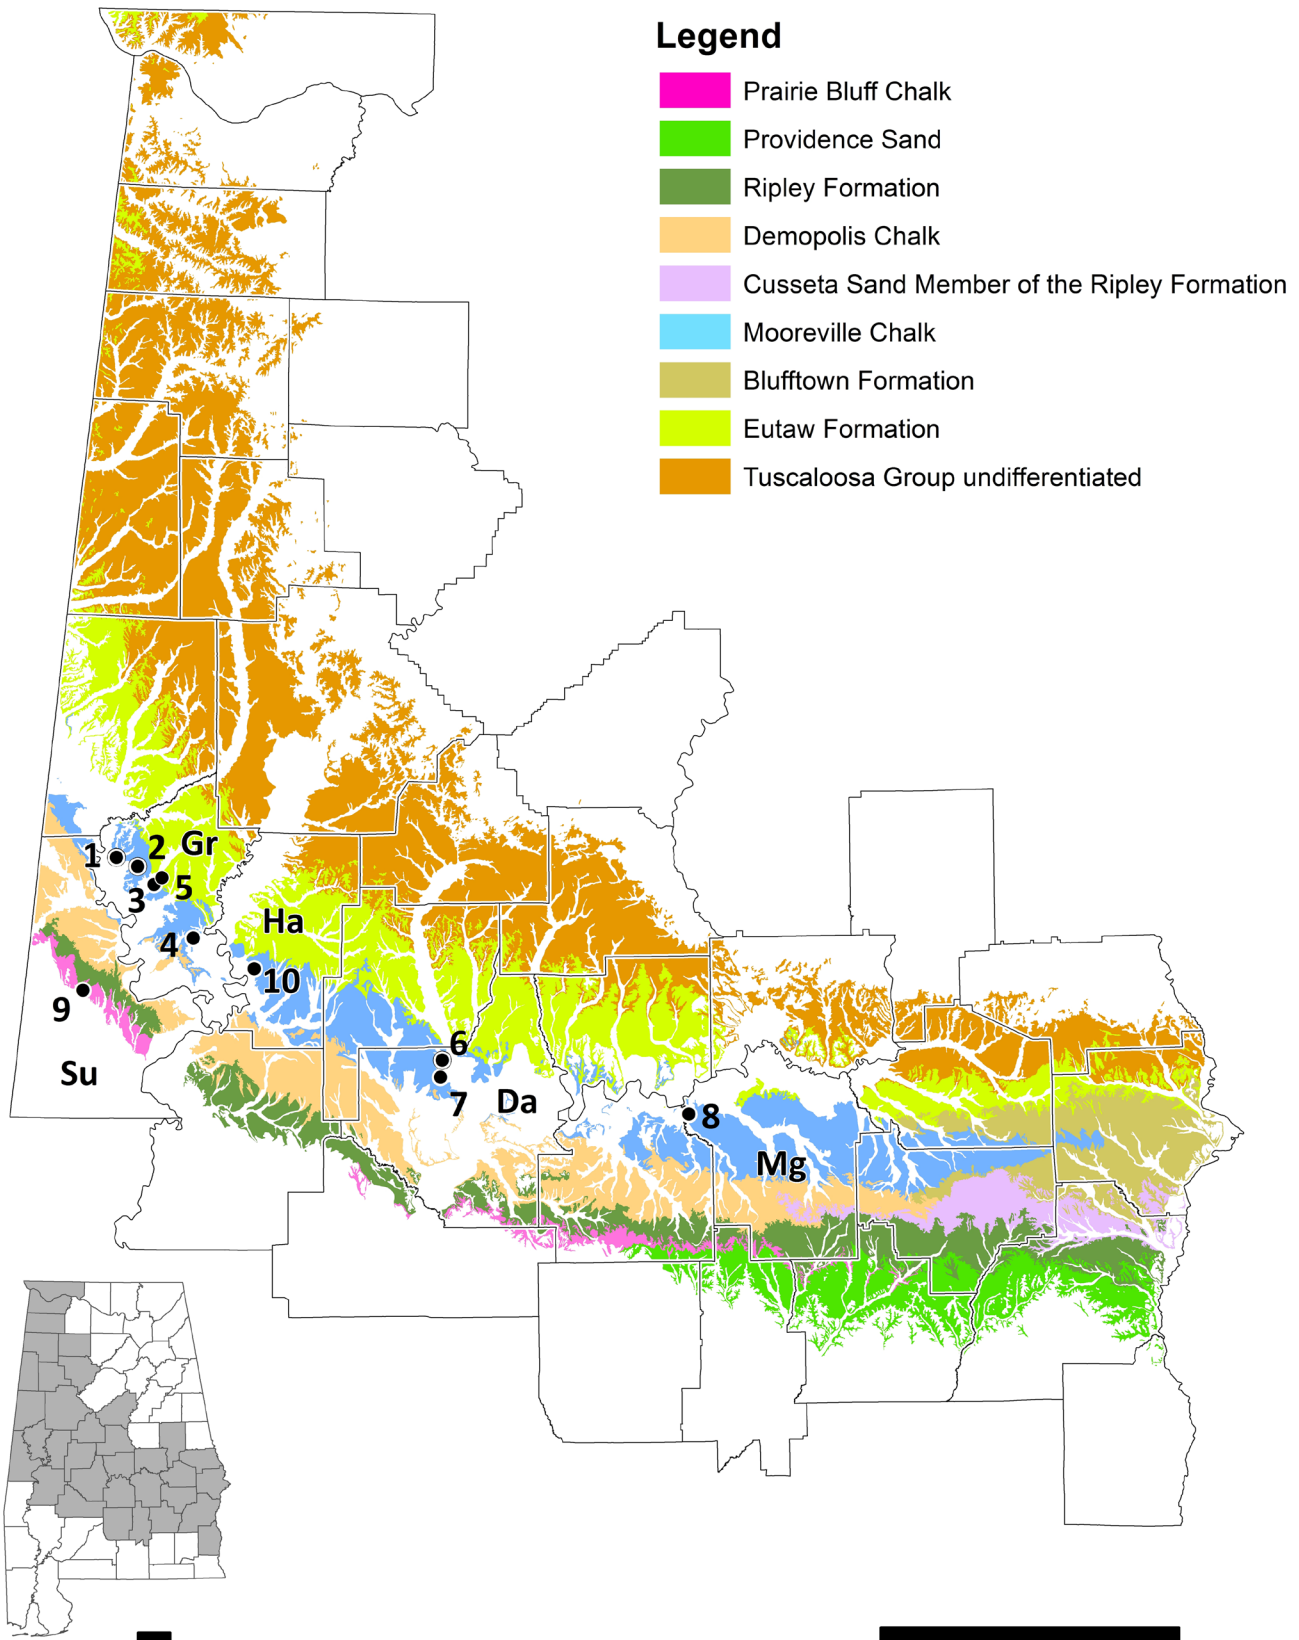 Legend
Prairie Bluff Chalk
Providence Sand
Ripley Formation
Demopolis Chalk
Cusseta Sand Member of the Ripley Formation
Mooreville Chalk
Blufftown Formation
Eutaw Formation
Tuscaloosa Group undifferentiated
1
2
Gr
3
5
Ha
4
10
9
6
Su
7
Da
8
Mg